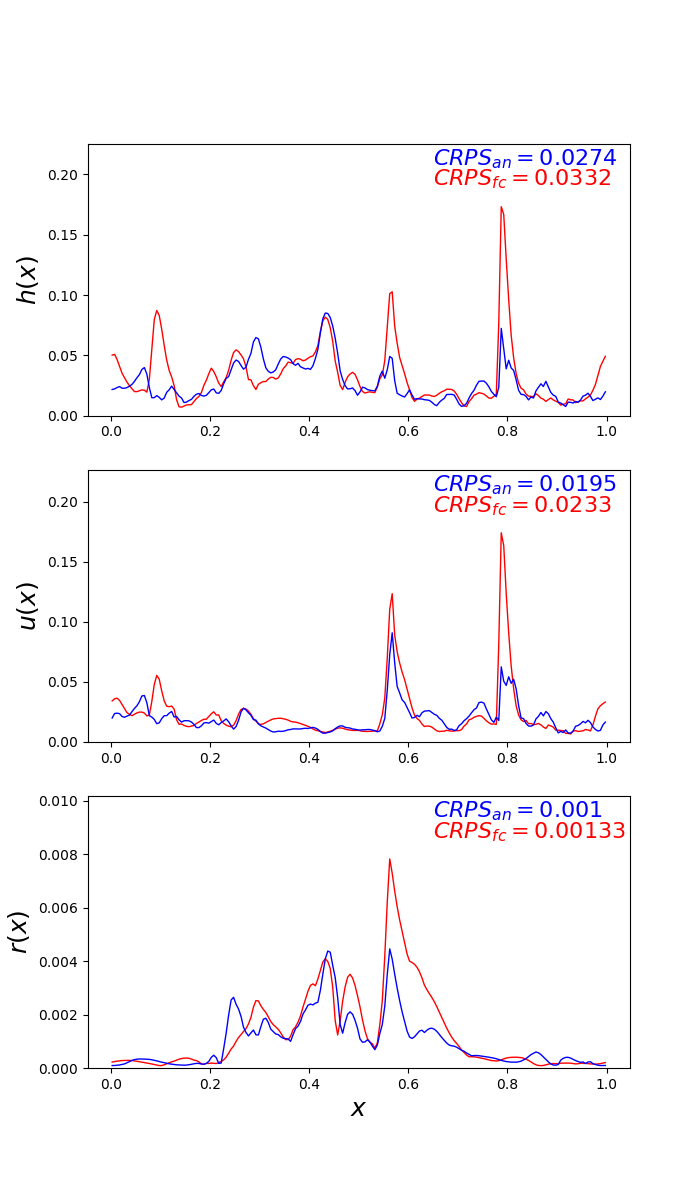 CRPS_an = 0.0274
CRPS_fc = 0.0332
0.20
0.15
0.10
0.05
0.00
h(x)
0.0 0.2 0.4 0.6 0.8 1.0
CRPS_an = 0.0195
CRPS_fc = 0.0233
0.20
0.15
0.10
0.05
0.00
u(x)
0.0 0.2 0.4 0.6 0.8 1.0
CRPS_an = 0.001
CRPS_fc = 0.00133
0.010
0.008
0.006
0.004
0.002
0.000
r(x)
0.0 0.2 0.4 0.6 0.8 1.0
x